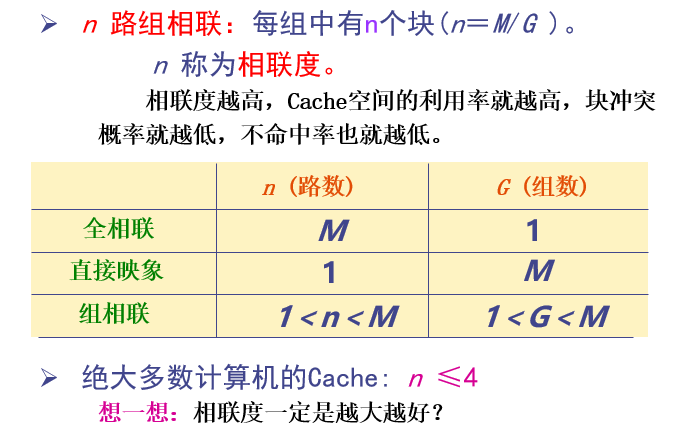 ➢ n 路组相联：每组中有n个块(n＝M/G )。
n 称为相联度。
相联度越高，Cache空间的利用率就越高，块冲突
概率就越低，不命中率也就越低。
n (路数) G (组数)
全相联 M 1
直接映象 1 M
组相联 1＜n＜M 1＜G＜M
➢ 绝大多数计算机的Cache: n ≤4
想一想：相联度一定是越大越好？